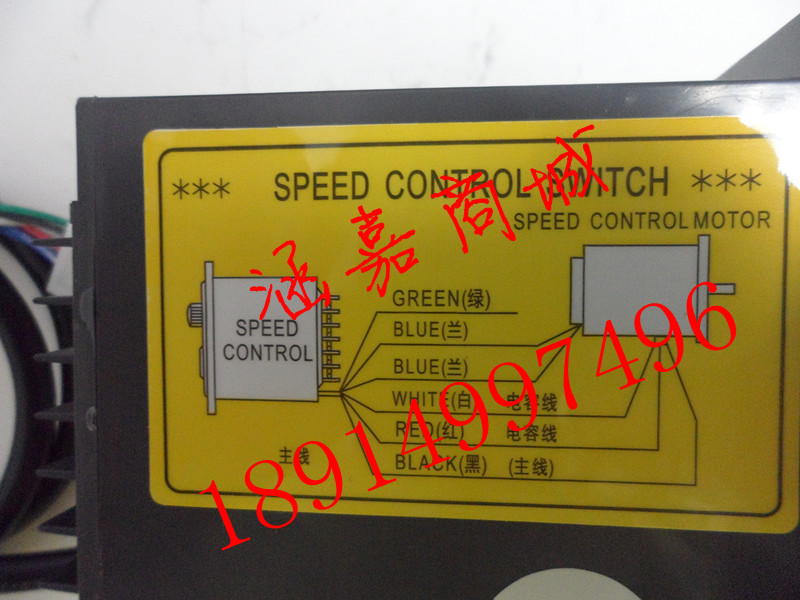 *** SPEED CONTROL SWITCH ***
SPEED CONTROL MOTOR
涵嘉商城
GREEN(绿)
SPEED
CONTROL
BLUE(兰)
BLUE(兰)
WHITE(白) 电容线
RED(红) 电容线
主线
BLACK(黑) (主线)
18914997496